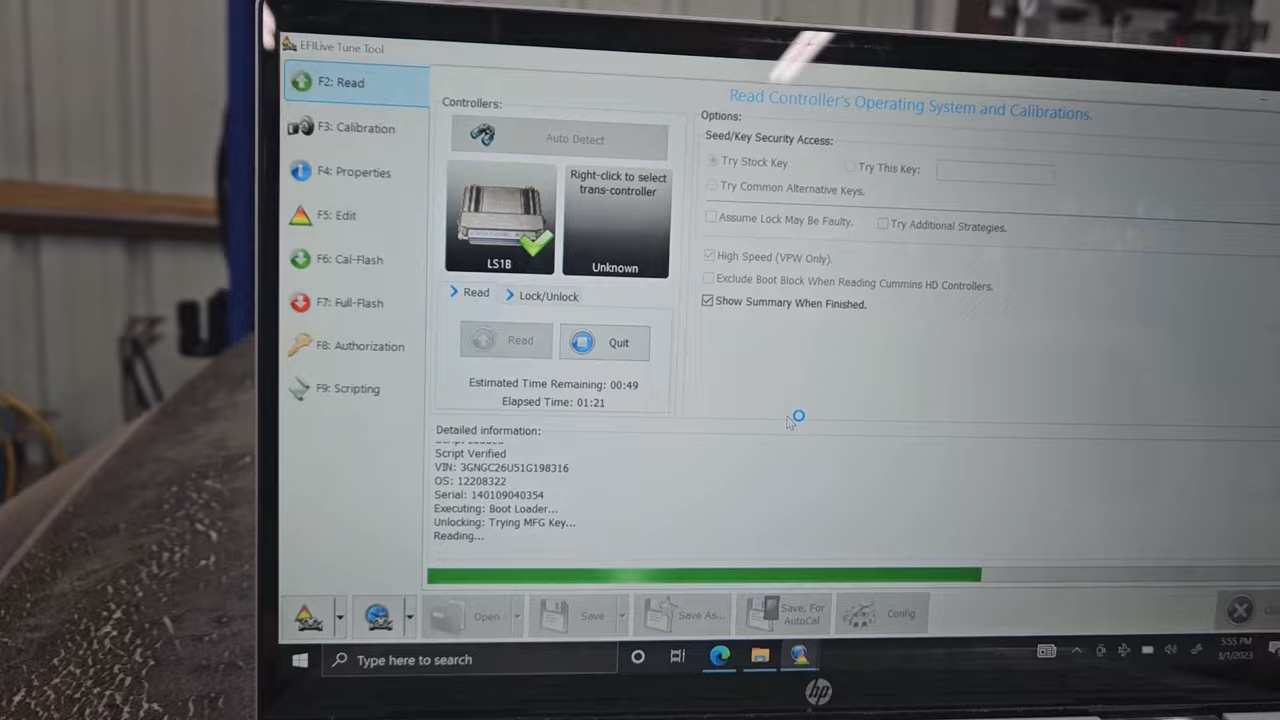 EFILive Tune Tool
F2: Read
F3: Calibration
F4: Properties
F5: Edit
F6: Cal-Flash
F7: Full-Flash
F8: Authorization
F9: Scripting
Controllers:
Auto Detect
LS1B
Right-click to select
trans-controller
Unknown
Read
Lock/Unlock
Read
Quit
Estimated Time Remaining: 00:49
Elapsed Time: 01:21
Read Controller's Operating System and Calibrations.
Options:
Seed/Key Security Access:
Try Stock Key
Try This Key:
Try Common Alternative Keys.
Assume Lock May Be Faulty.
Try Additional Strategies.
High Speed (VPW Only).
Exclude Boot Block When Reading Cummins HD Controllers.
Show Summary When Finished.
Detailed information:
Script Verified
VIN: 3GNGC26U51G198316
OS: 12208322
Serial: 140109040354
Executing: Boot Loader...
Unlocking: Trying MFG Key...
Reading...
Open
Save
Save As...
Save, For
AutoCal
Config
Type here to search
5:55 PM
3/1/2023
hp